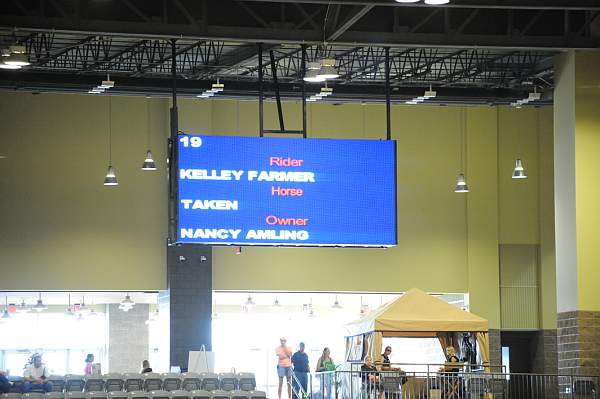 19
Rider
KELLEY FARMER
Horse
TAKEN
Owner
NANCY AMLING